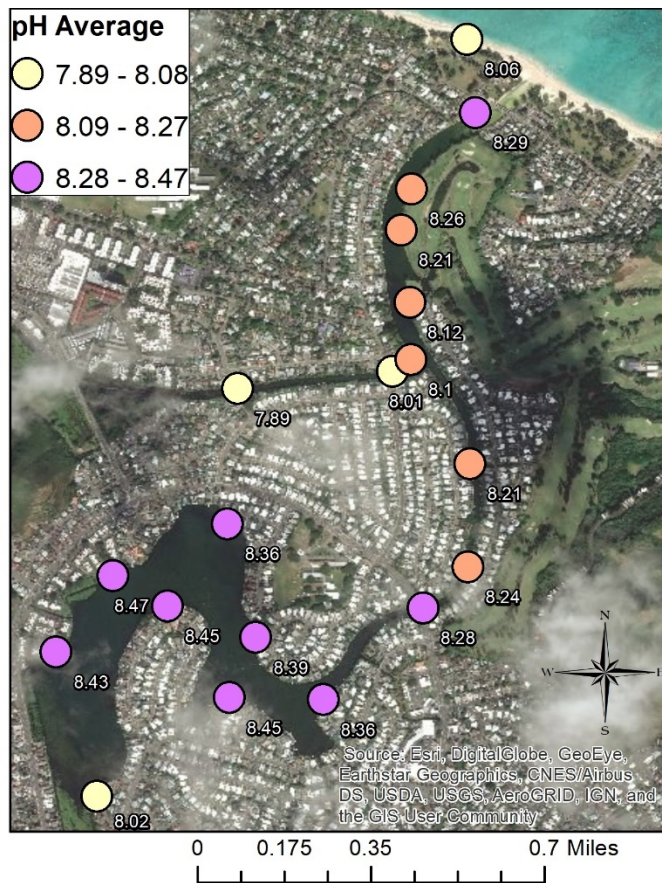 pH Average
7.89 - 8.08
8.09 - 8.27
8.28 - 8.47
8.06
8.29
8.26
8.21
8.12
8.1
8.01
7.89
8.21
8.36
8.24
8.47
8.45
8.28
8.39
8.43
8.45
8.36
8.02
N
W
E
S
Source: Esri, DigitalGlobe, GeoEye,
Earthstar Geographics, CNES/Airbus
DS, USDA, USGS, AeroGRID, IGN, and
the GIS User Community
0 0.175 0.35 0.7 Miles